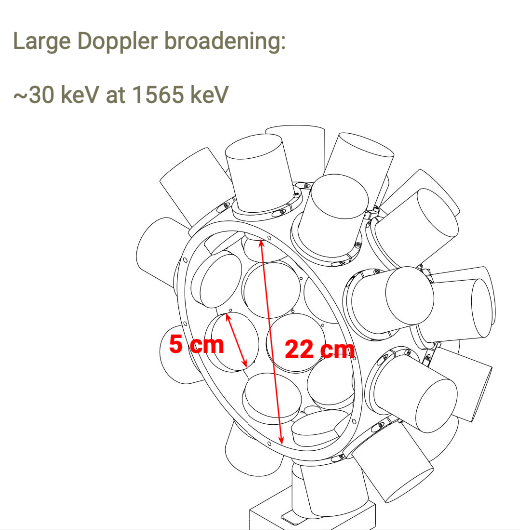 Large Doppler broadening:
~30 keV at 1565 keV
5 cm
22 cm